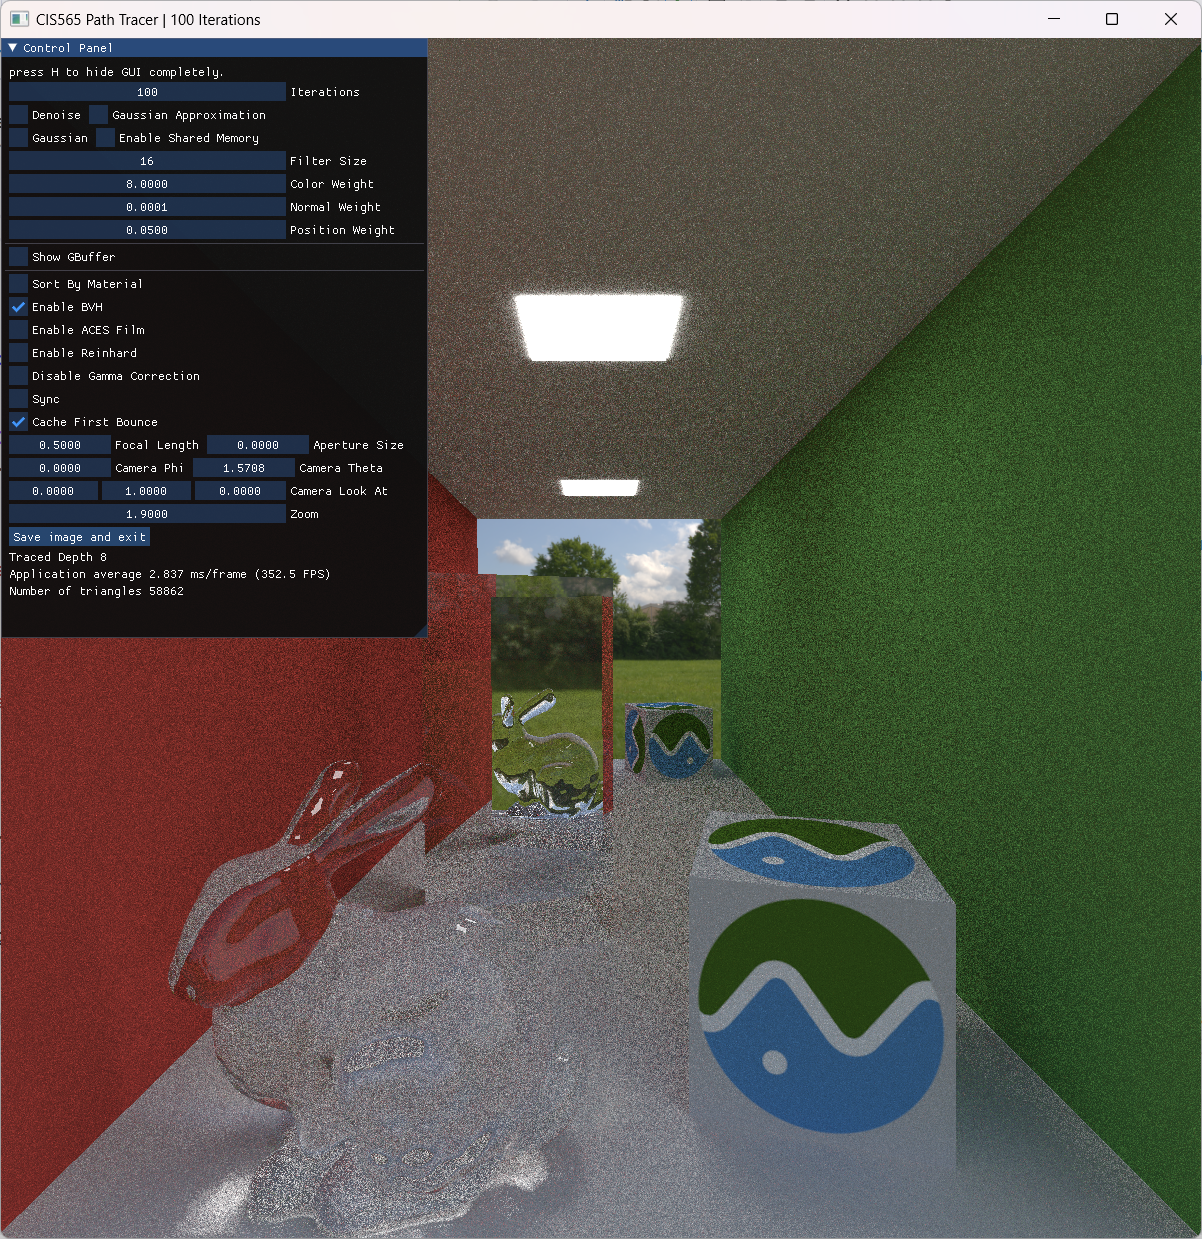 CIS565 Path Tracer | 100 Iterations
Control Panel
press H to hide GUI completely.
100 Iterations
Denoise Gaussian Approximation
Gaussian Enable Shared Memory
16 Filter Size
8.0000 Color Weight
0.0001 Normal Weight
0.0500 Position Weight
Show GBuffer
Sort By Material
Enable BVH
Enable ACES Film
Enable Reinhard
Disable Gamma Correction
Sync
Cache First Bounce
0.5000 Focal Length 0.0000 Aperture Size
0.0000 Camera Phi 1.5708 Camera Theta
0.0000 1.0000 0.0000 Camera Look At
1.9000 Zoom
Save image and exit
Traced Depth 8
Application average 2.837 ms/frame (352.5 FPS)
Number of triangles 58862